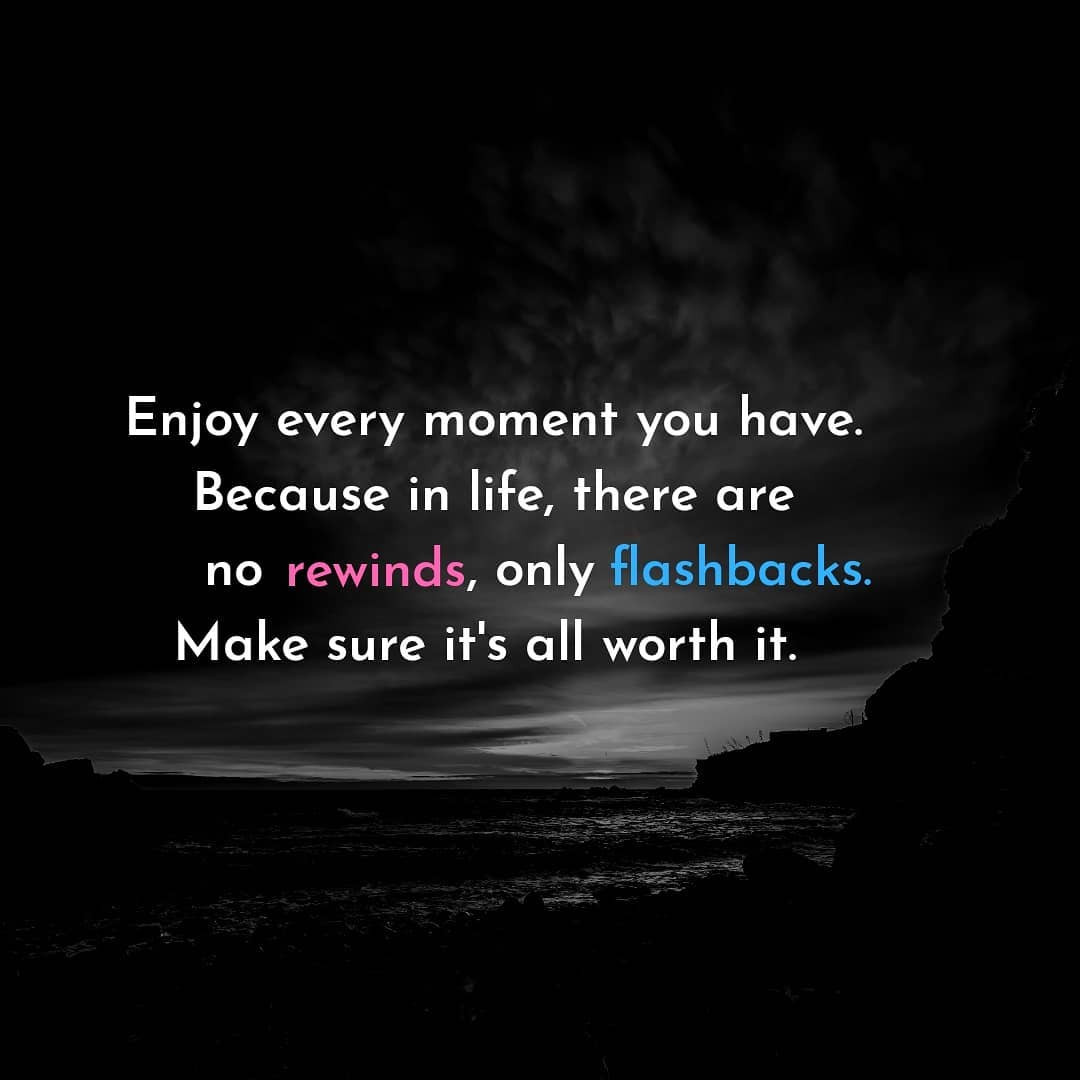 Enjoy every moment you have.
Because in life, there are
no rewinds, only flashbacks.
Make sure it's all worth it.